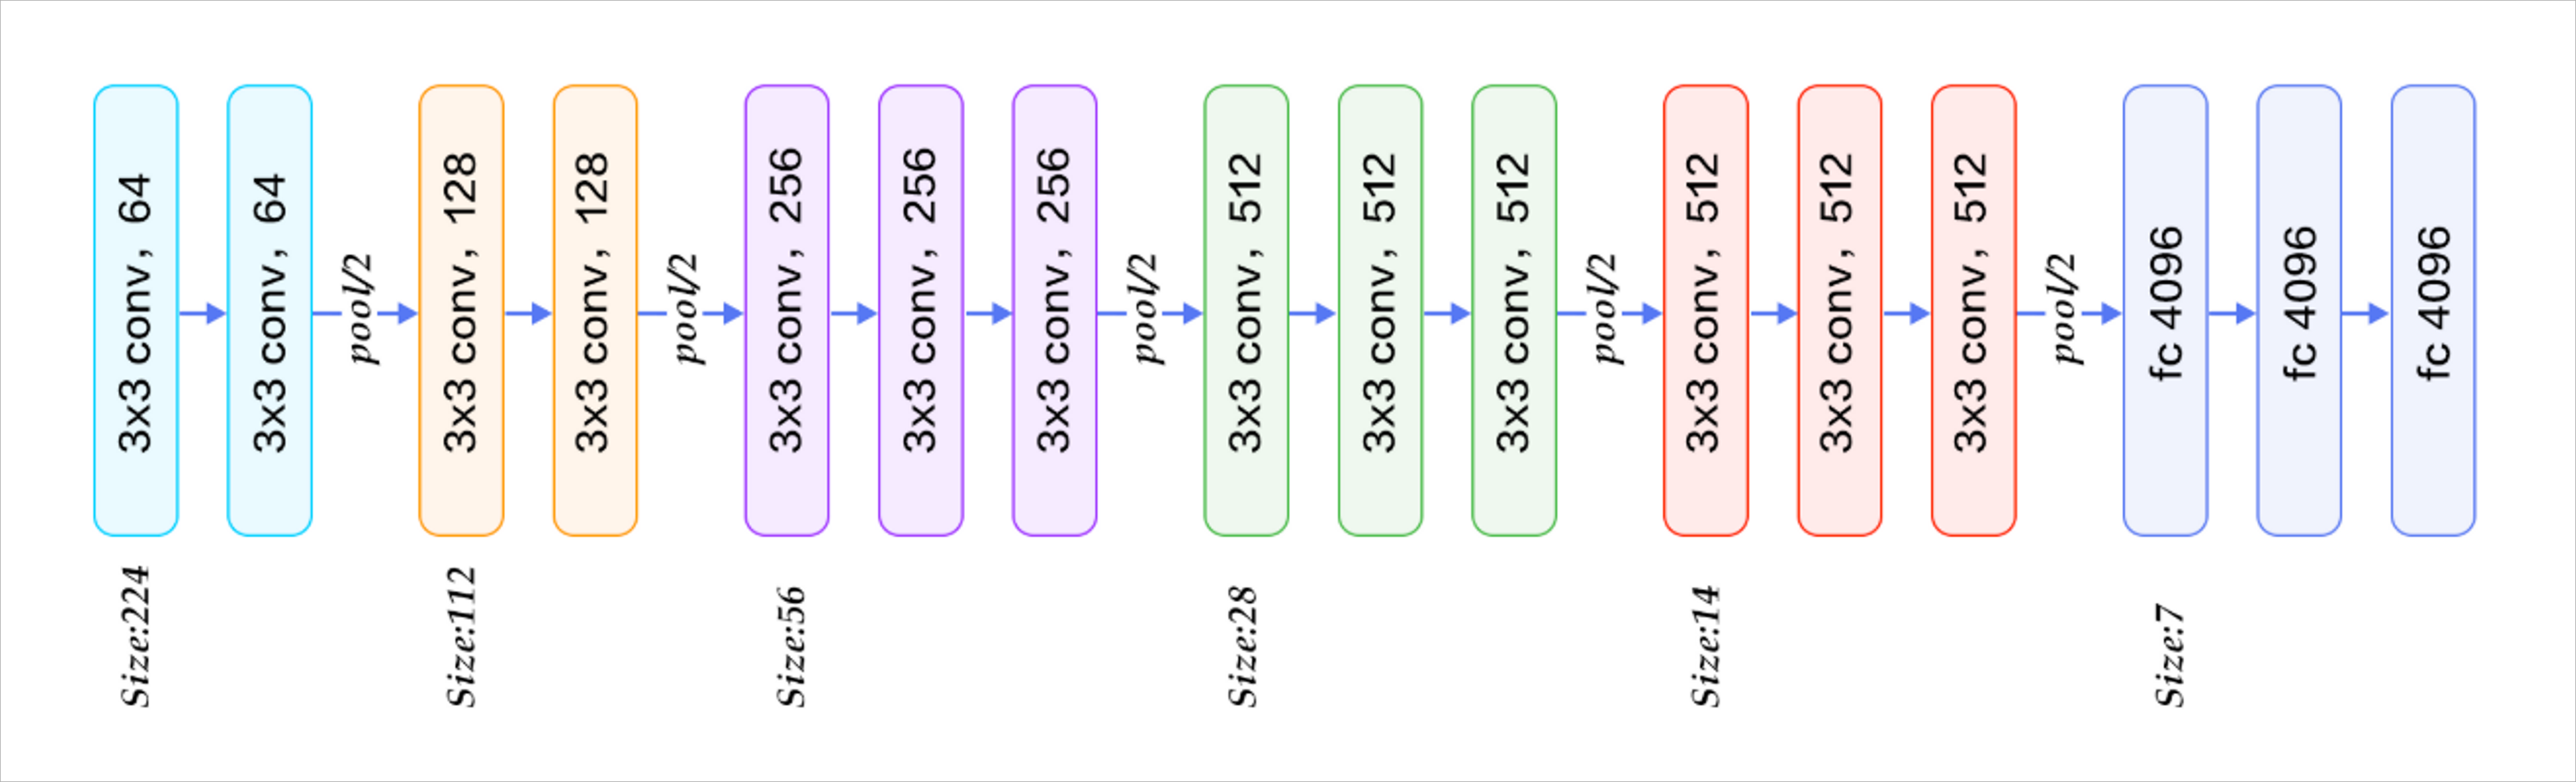 3x3 conv, 64
3x3 conv, 64
pool/2
3x3 conv, 128
3x3 conv, 128
pool/2
3x3 conv, 256
3x3 conv, 256
3x3 conv, 256
pool/2
3x3 conv, 512
3x3 conv, 512
3x3 conv, 512
pool/2
3x3 conv, 512
3x3 conv, 512
3x3 conv, 512
pool/2
fc 4096
fc 4096
fc 4096
Size:224
Size:112
Size:56
Size:28
Size:14
Size:7